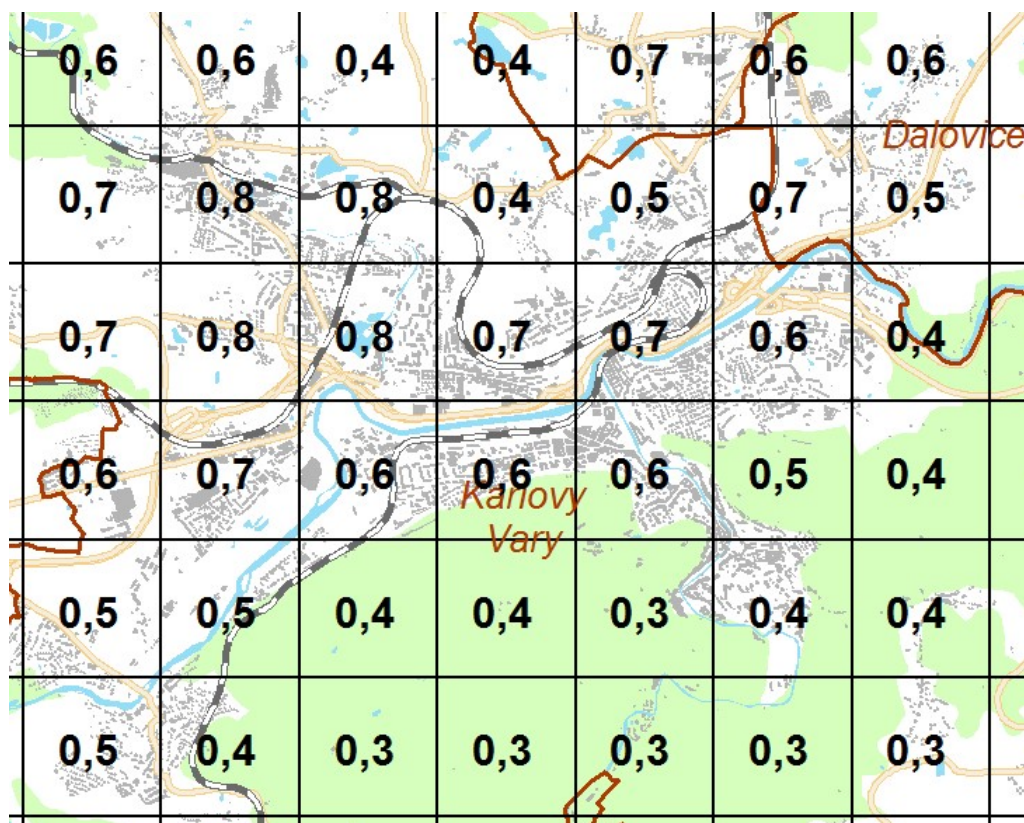 0,6 0,6 0,4 0,4 0,7 0,6 0,6
Dalovice
0,7 0,8 0,8 0,4 0,5 0,7 0,5
0,7 0,8 0,8 0,7 0,7 0,6 0,4
0,6 0,7 0,6 0,6 0,6 0,5 0,4
Karlovy
Vary
0,5 0,5 0,4 0,4 0,3 0,4 0,4
0,5 0,4 0,3 0,3 0,3 0,3 0,3